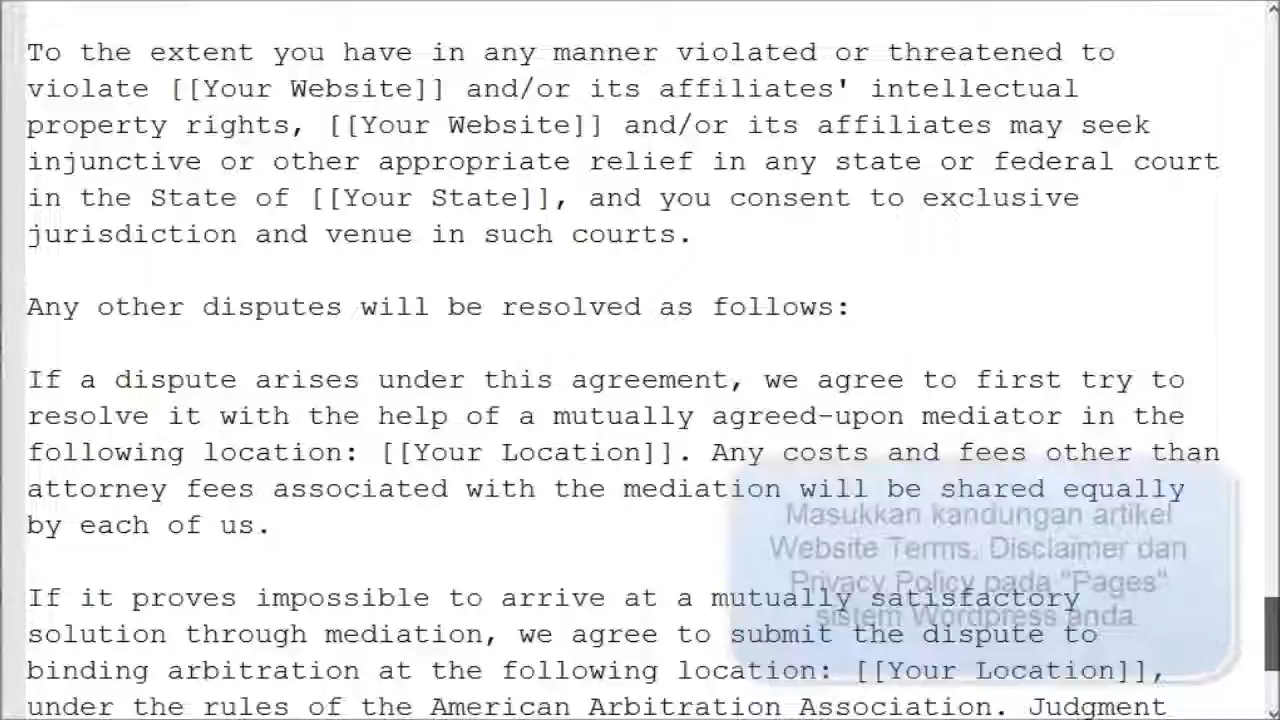 To the extent you have in any manner violated or threatened to
violate [[Your Website]] and/or its affiliates' intellectual
property rights, [[Your Website]] and/or its affiliates may seek
injunctive or other appropriate relief in any state or federal court
in the State of [[Your State]], and you consent to exclusive
jurisdiction and venue in such courts.
Any other disputes will be resolved as follows:
If a dispute arises under this agreement, we agree to first try to
resolve it with the help of a mutually agreed-upon mediator in the
following location: [[Your Location]]. Any costs and fees other than
attorney fees associated with the mediation will be shared equally
by each of us.
If it proves impossible to arrive at a mutually satisfactory
solution through mediation, we agree to submit the dispute to
binding arbitration at the following location: [[Your Location]],
under the rules of the American Arbitration Association. Judgment
Masukkan kandungan artikel
Website Terms, Disclaimer dan
Privacy Policy pada "Pages"
sistem Wordpress anda